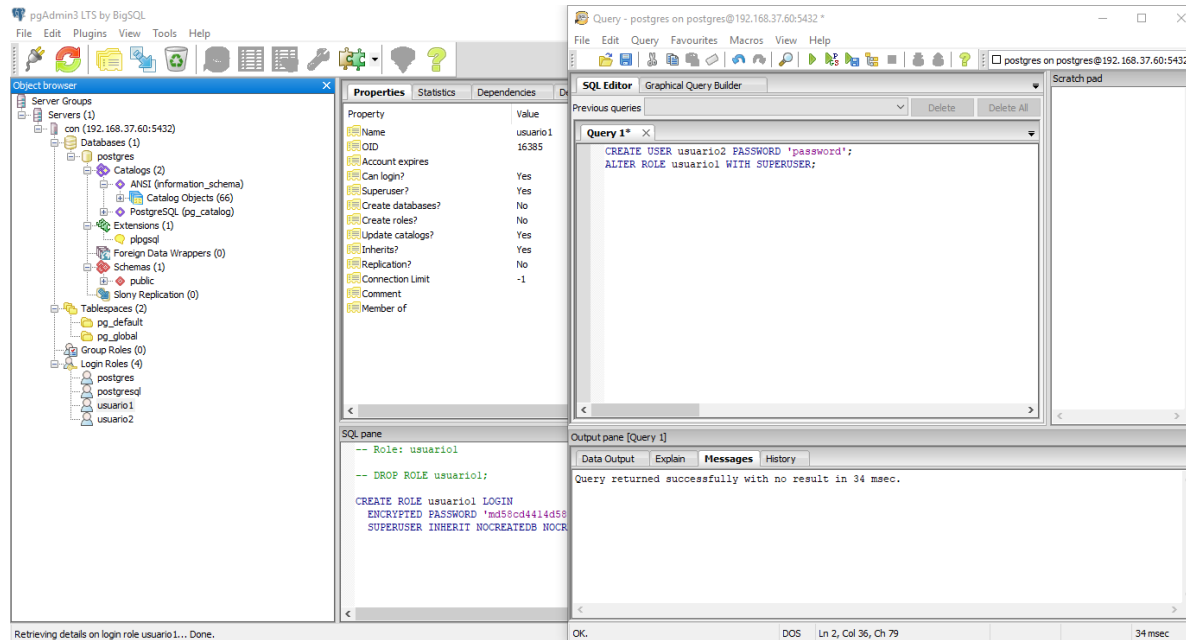 pgAdmin3 LTS by BigSQL
File Edit Plugins View Tools Help
Object browser
Server Groups
Servers (1)
con (192.168.37.60:5432)
Databases (1)
postgres
Catalogs (2)
ANSI (information_schema)
Catalog Objects (66)
PostgreSQL (pg_catalog)
Extensions (1)
plpgsql
Foreign Data Wrappers (0)
Schemas (1)
public
Slony Replication (0)
Tablespaces (2)
pg_default
pg_global
Group Roles (0)
Login Roles (4)
postgres
postgresql
usuario1
usuario2
Retrieving details on login role usuario1... Done.
Properties Statistics Dependencies De
Property Value
Name usuario1
OID 16385
Account expires
Can login? Yes
Superuser? Yes
Create databases? No
Create roles? No
Update catalogs? Yes
Inherits? Yes
Replication? No
Connection Limit -1
Comment
Member of
SQL pane
-- Role: usuario1
-- DROP ROLE usuario1;
CREATE ROLE usuario1 LOGIN
ENCRYPTED PASSWORD 'md58cd4414d58
SUPERUSER INHERIT NOCREATEDB NOCR
Query - postgres on postgres@192.168.37.60:5432 *
File Edit Query Favourites Macros View Help
postgres on postgres@192.168.37.60:5432
SQL Editor Graphical Query Builder
Previous queries Delete Delete All
Query 1*
CREATE USER usuario2 PASSWORD 'password';
ALTER ROLE usuario1 WITH SUPERUSER;
Scratch pad
Output pane [Query 1]
Data Output Explain Messages History
Query returned successfully with no result in 34 msec.
OK. DOS Ln 2, Col 36, Ch 79 34 msec